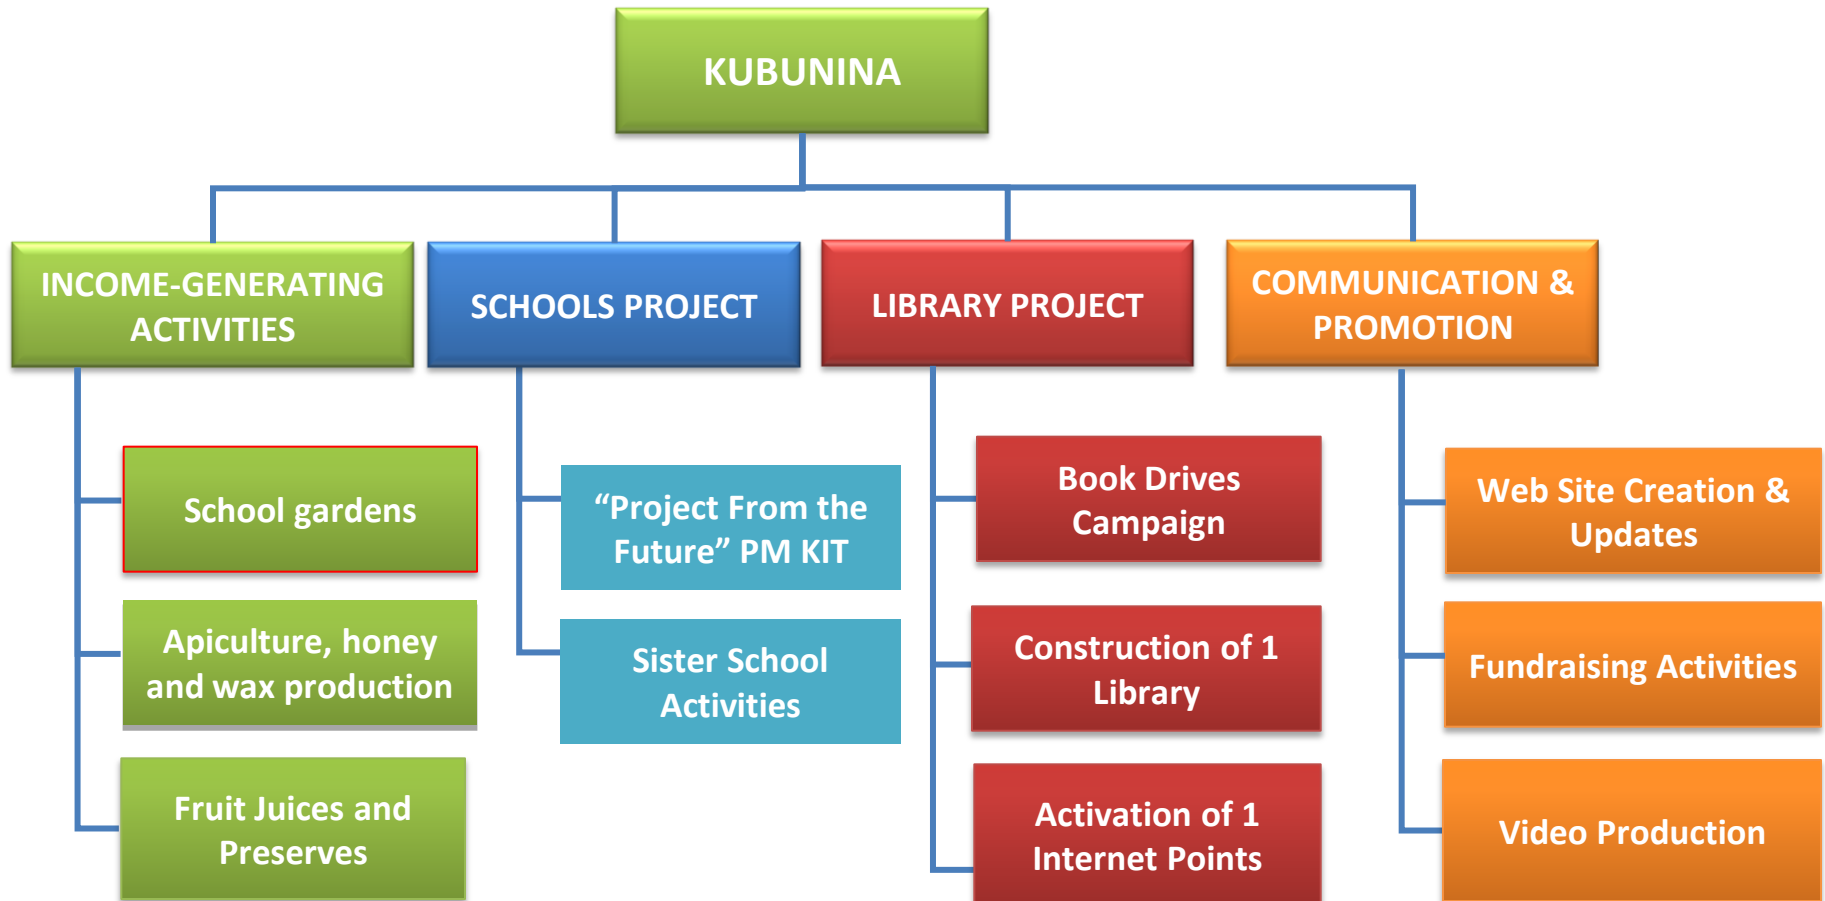 KUBUNINA
INCOME-GENERATING
ACTIVITIES
SCHOOLS PROJECT
LIBRARY PROJECT
COMMUNICATION &
PROMOTION
School gardens
Apiculture, honey
and wax production
Fruit Juices and
Preserves
“Project From the
Future” PM KIT
Sister School
Activities
Book Drives
Campaign
Construction of 1
Library
Activation of 1
Internet Points
Web Site Creation &
Updates
Fundraising Activities
Video Production